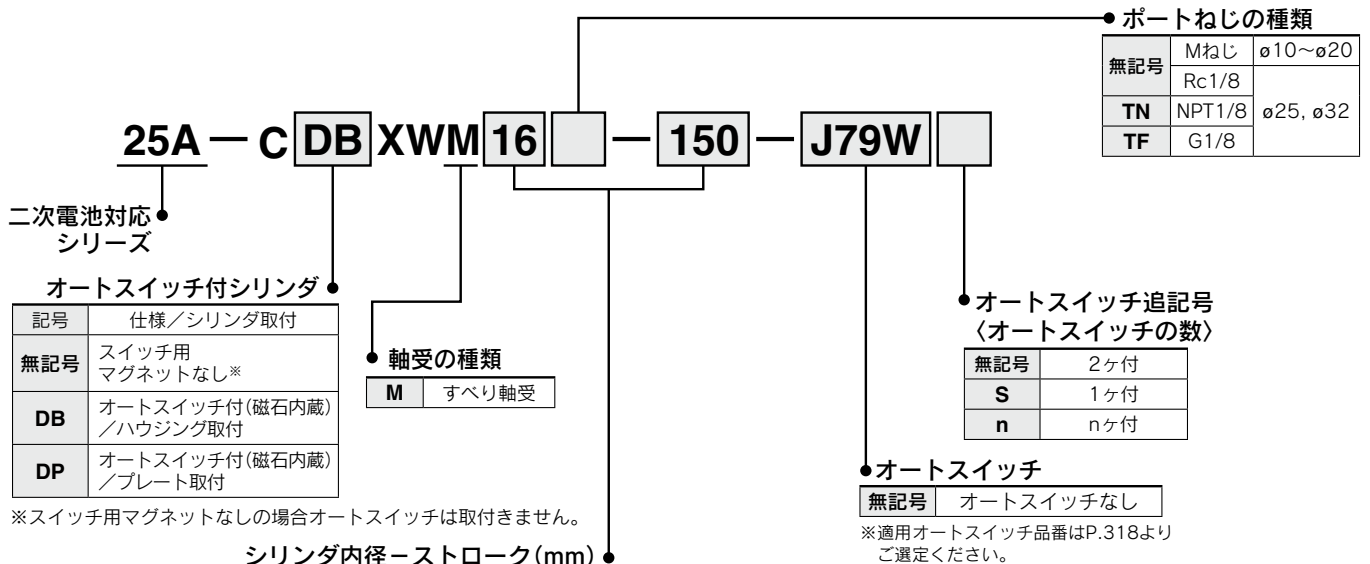 ポートねじの種類
無記号 Mねじ ø10～ø20
Rc1/8 ø25, ø32
TN NPT1/8
TF G1/8
25A－CDBXWM16 － 150 － J79W
二次電池対応
シリーズ
オートスイッチ付シリンダ
記号 仕様／シリンダ取付
無記号 スイッチ用
マグネットなし※
DB オートスイッチ付(磁石内蔵)
／ハウジング取付
DP オートスイッチ付(磁石内蔵)
／プレート取付
※スイッチ用マグネットなしの場合オートスイッチは取付きません。
軸受の種類
M すべり軸受
シリンダ内径－ストローク(mm)
オートスイッチ追記号
〈オートスイッチの数〉
無記号 2ヶ付
S 1ヶ付
n nヶ付
オートスイッチ
無記号 オートスイッチなし
※適用オートスイッチ品番はP.318より
ご選定ください。